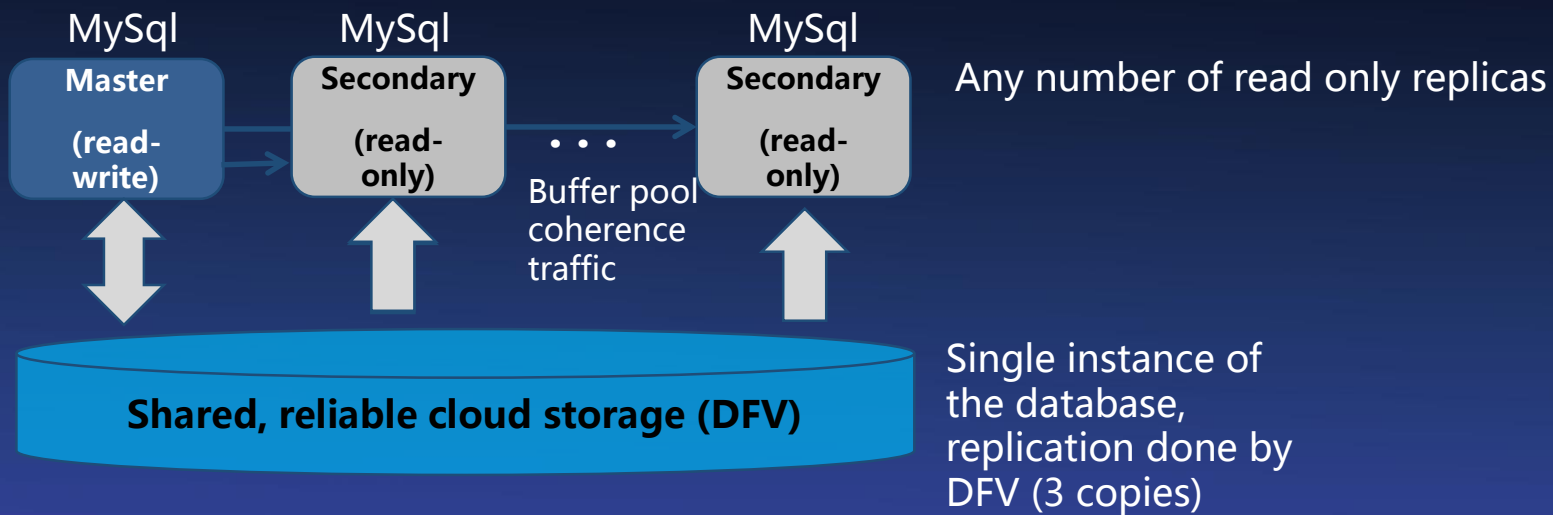 MySql
MySql
MySql
Master
(read-
write)
Secondary
(read-
only)
. . .
Secondary
(read-
only)
Any number of read only replicas
Buffer pool
coherence
traffic
Shared, reliable cloud storage (DFV)
Single instance of
the database,
replication done by
DFV (3 copies)